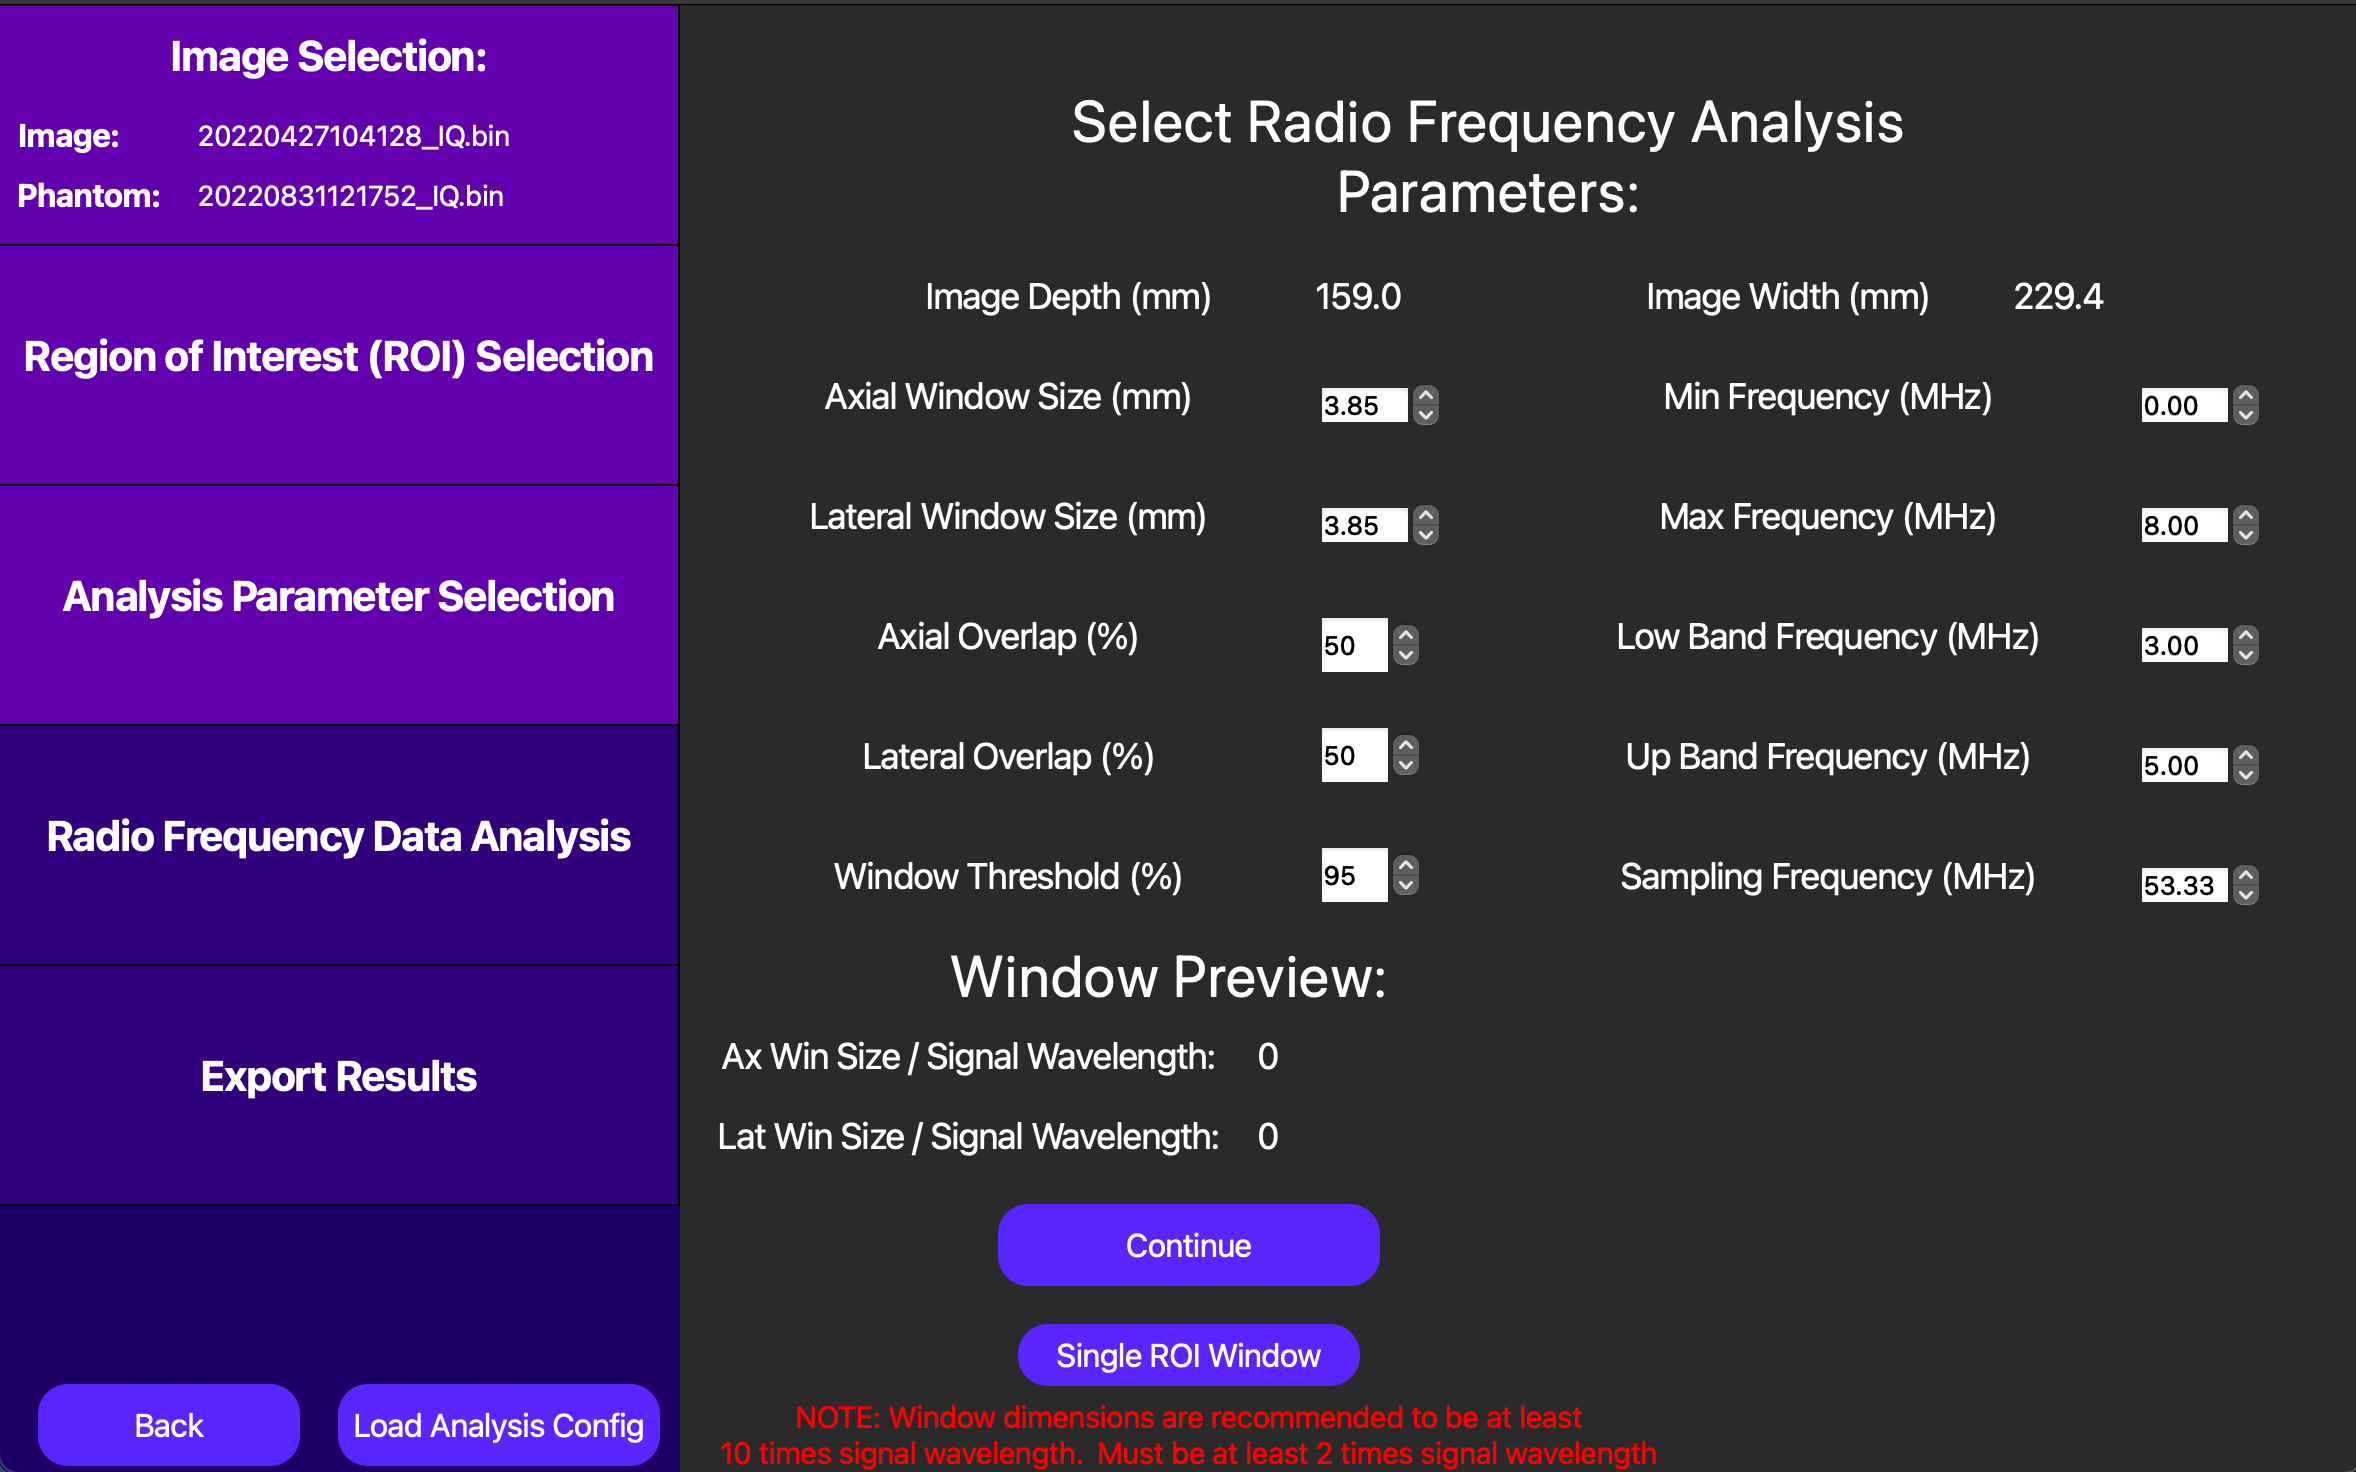 Image Selection:
Image: 20220427104128_IQ.bin
Phantom: 20220831121752_IQ.bin
Region of Interest (ROI) Selection
Analysis Parameter Selection
Radio Frequency Data Analysis
Export Results
Back
Load Analysis Config
Select Radio Frequency Analysis
Parameters:
Image Depth (mm) 159.0
Image Width (mm) 229.4
Axial Window Size (mm) 3.85
Min Frequency (MHz) 0.00
Lateral Window Size (mm) 3.85
Max Frequency (MHz) 8.00
Axial Overlap (%) 50
Low Band Frequency (MHz) 3.00
Lateral Overlap (%) 50
Up Band Frequency (MHz) 5.00
Window Threshold (%) 95
Sampling Frequency (MHz) 53.33
Window Preview:
Ax Win Size / Signal Wavelength: 0
Lat Win Size / Signal Wavelength: 0
Continue
Single ROI Window
NOTE: Window dimensions are recommended to be at least
10 times signal wavelength. Must be at least 2 times signal wavelength